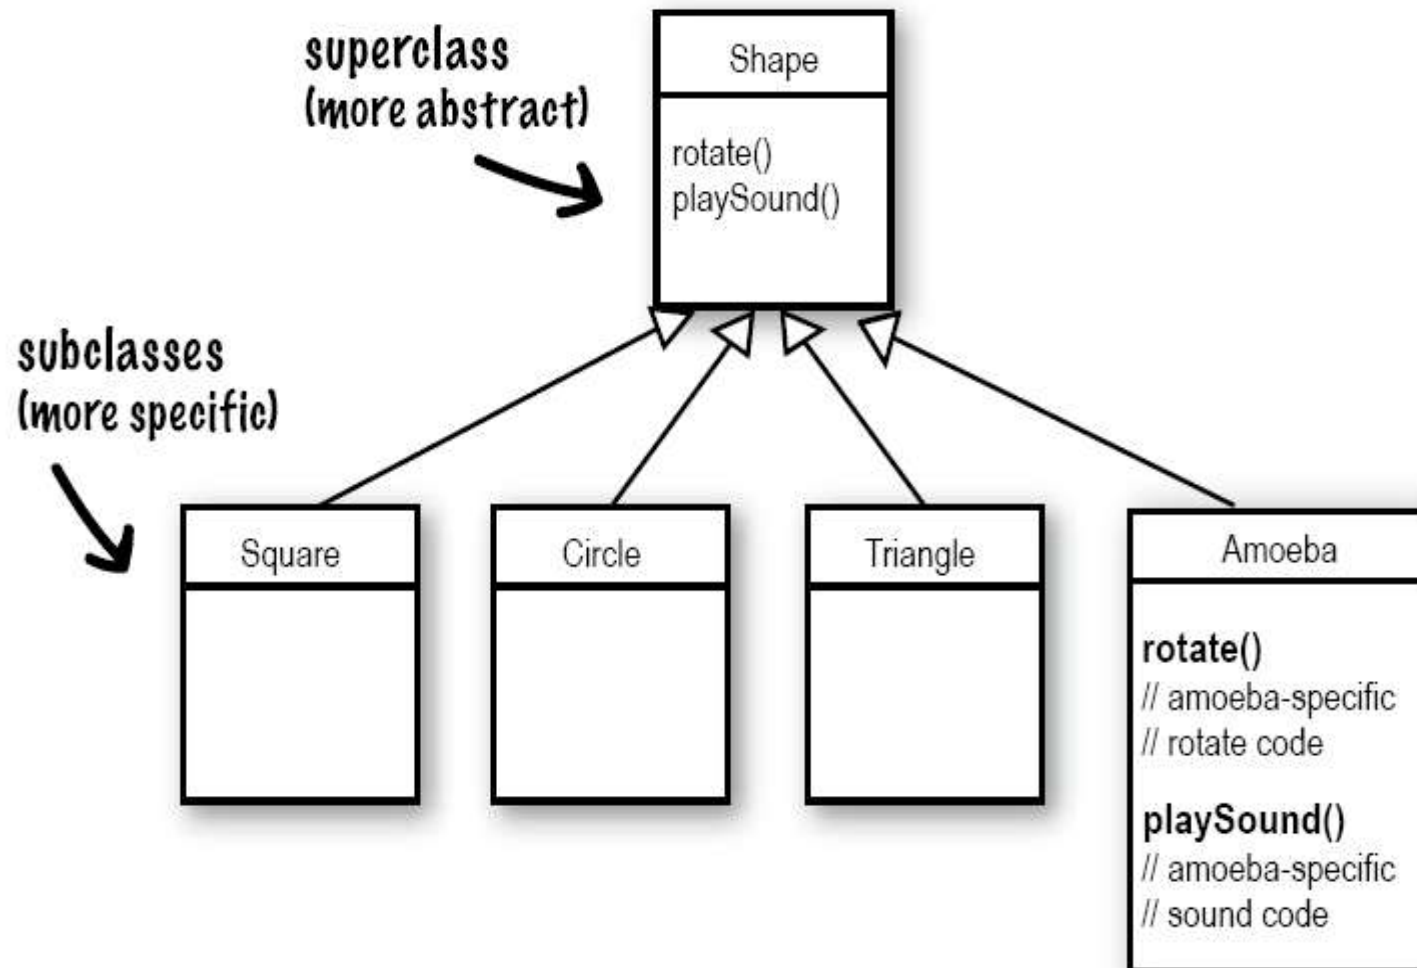 superclass
(more abstract)
Shape
rotate()
playSound()
subclasses
(more specific)
Square
Circle
Triangle
Amoeba
rotate()
// amoeba-specific
// rotate code
playSound()
// amoeba-specific
// sound code